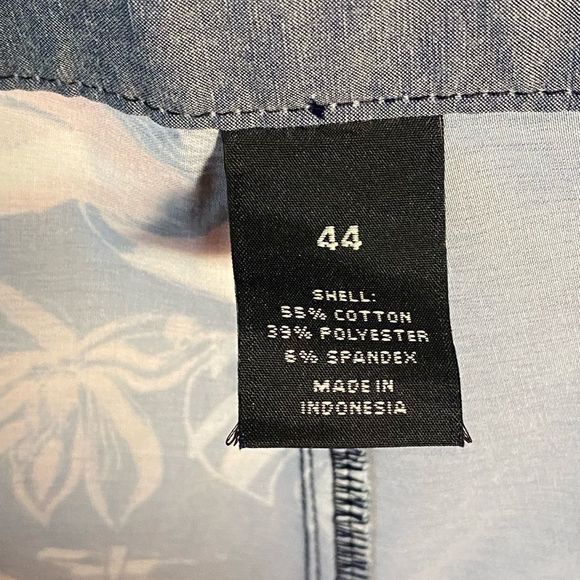 44
SHELL:
55% COTTON
39% POLYESTER
6% SPANDEX
MADE IN
INDONESIA